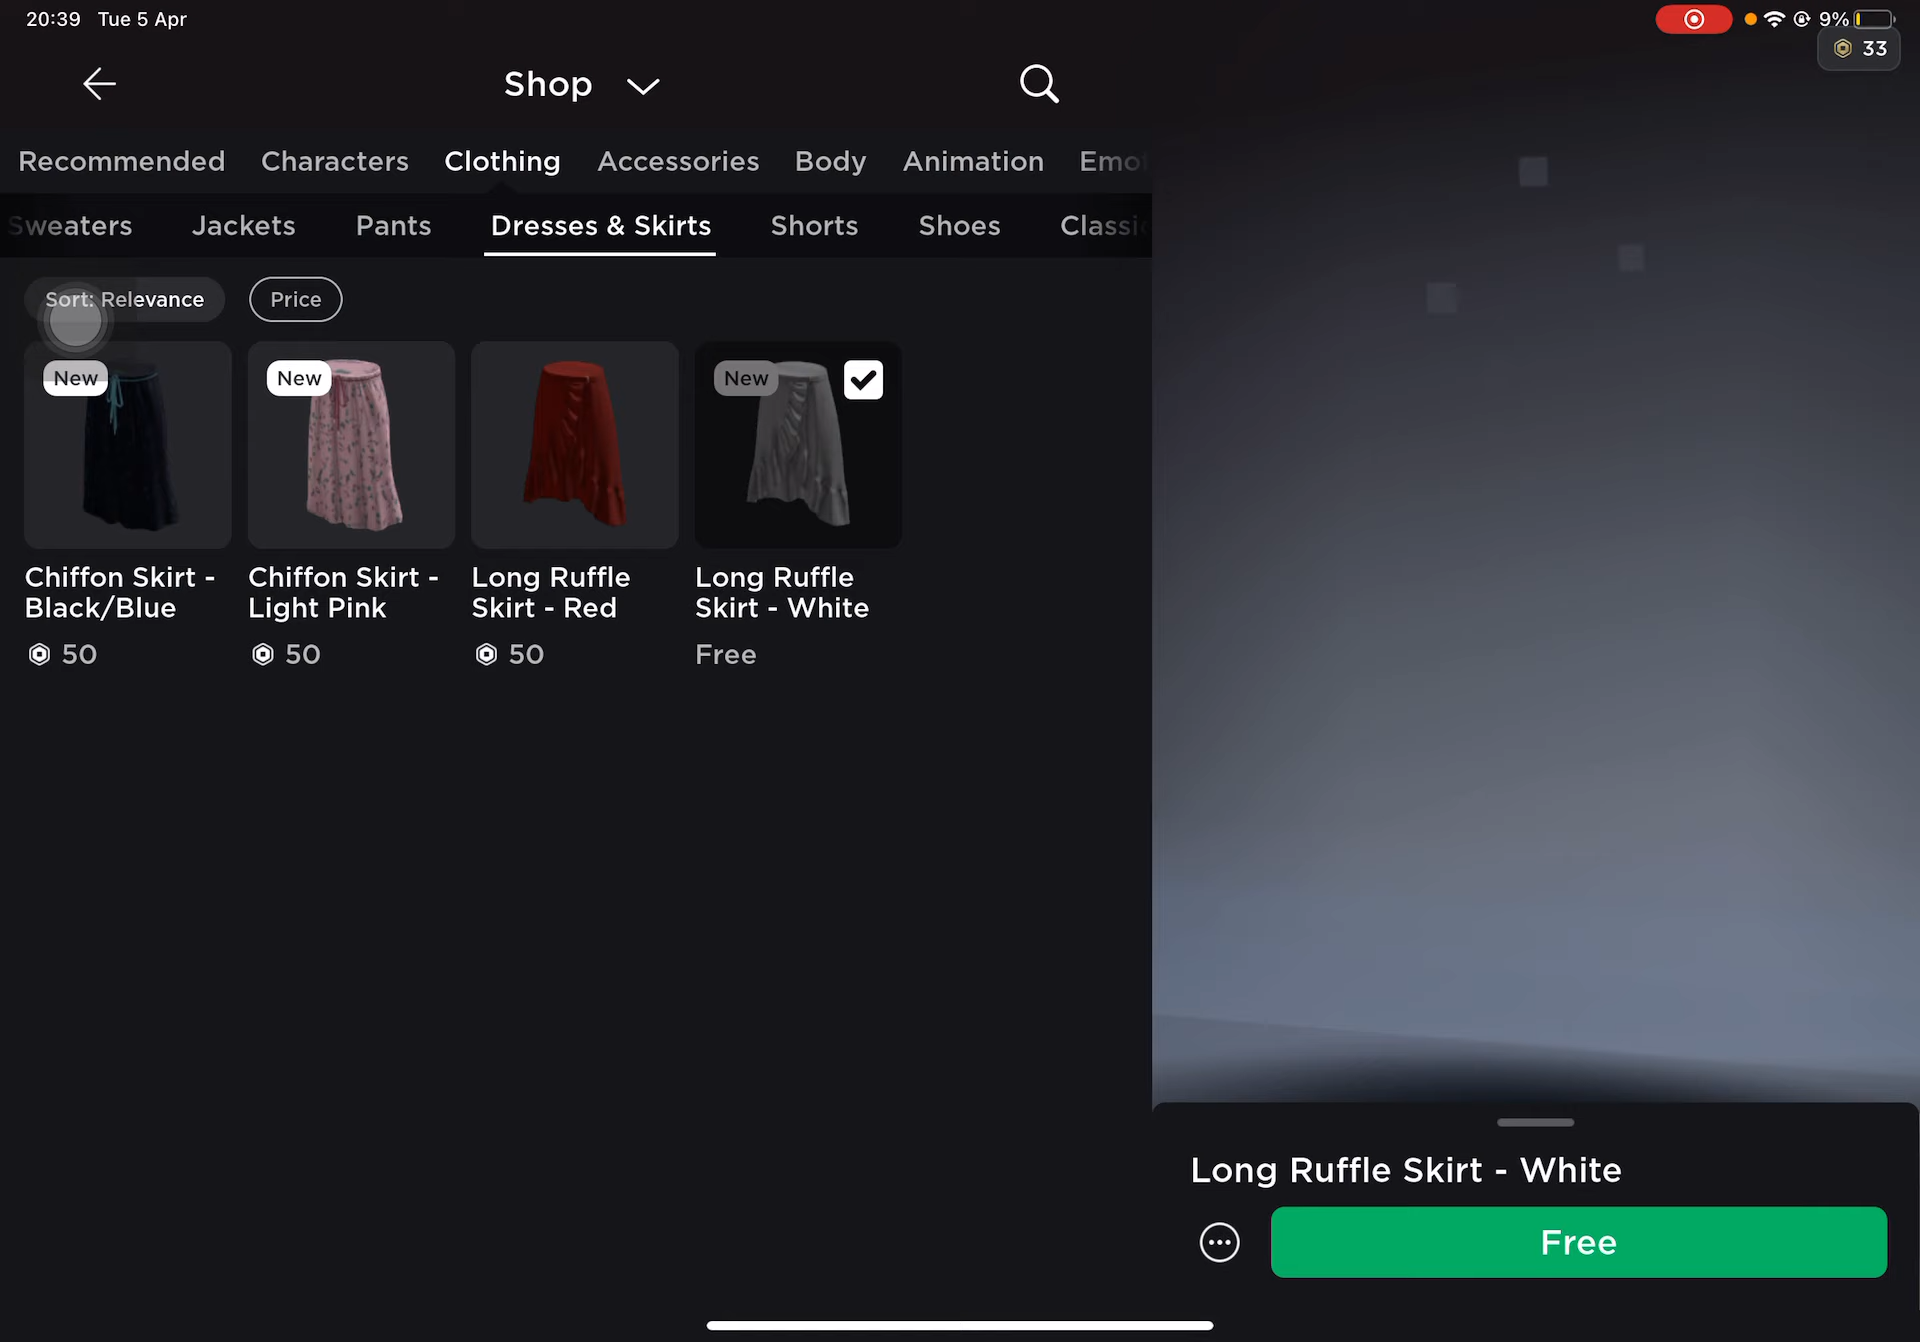 20:39 Tue 5 Apr
9%
33
Shop
Recommended Characters Clothing Accessories Body Animation Emot
Sweaters Jackets Pants Dresses & Skirts Shorts Shoes Classic
Sort: Relevance Price
New New New
Chiffon Skirt - Black/Blue
50
Chiffon Skirt - Light Pink
50
Long Ruffle Skirt - Red
50
Long Ruffle Skirt - White
Free
Long Ruffle Skirt - White
Free